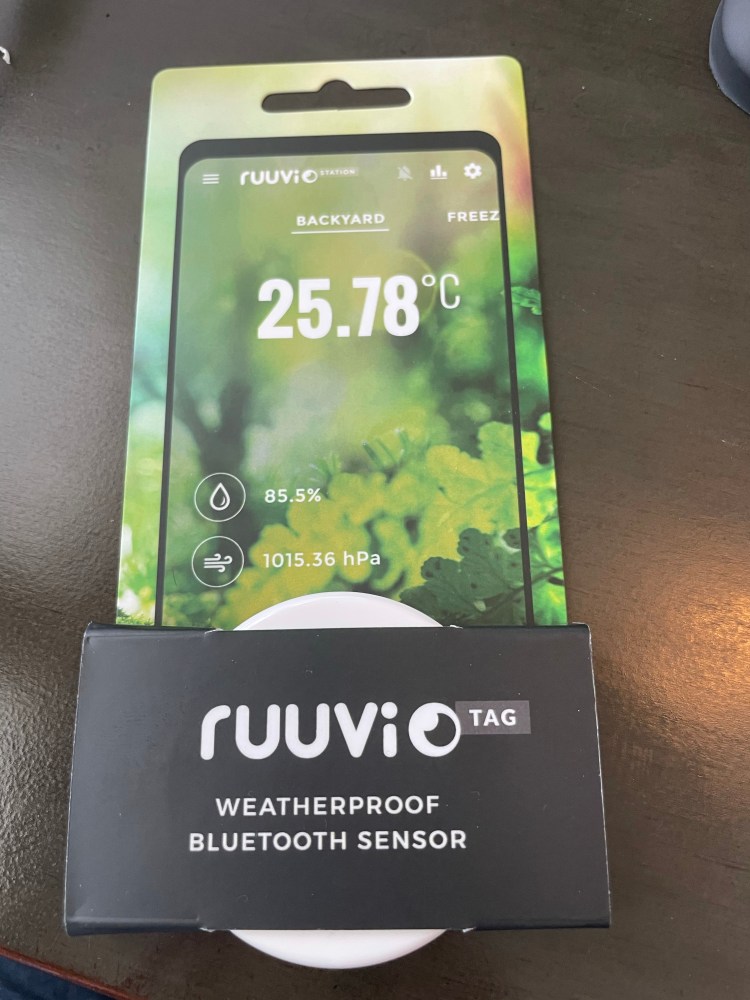 ruuvi STATION
BACKYARD FREEZ
25.78°C
85.5%
1015.36 hPa
ruuvi TAG
WEATHERPROOF
BLUETOOTH SENSOR